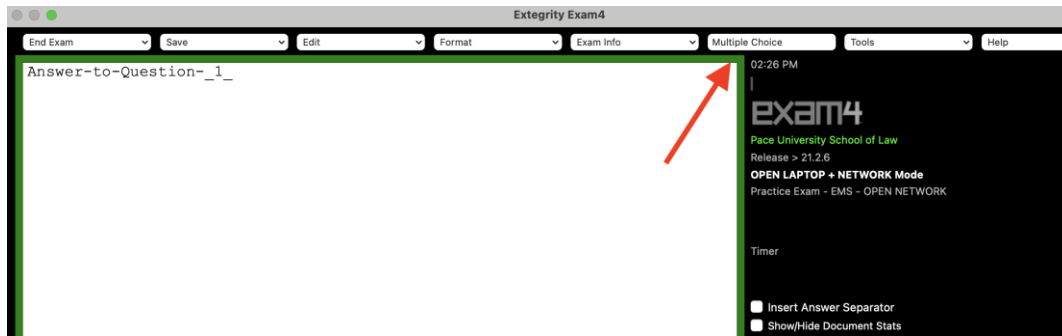 Extegrity Exam4
End Exam Save Edit Format Exam Info Multiple Choice Tools Help
Answer-to-Question-_1_
02:26 PM
exam4
Pace University School of Law
Release > 21.2.6
OPEN LAPTOP + NETWORK Mode
Practice Exam - EMS - OPEN NETWORK
Timer
Insert Answer Separator
Show/Hide Document Stats